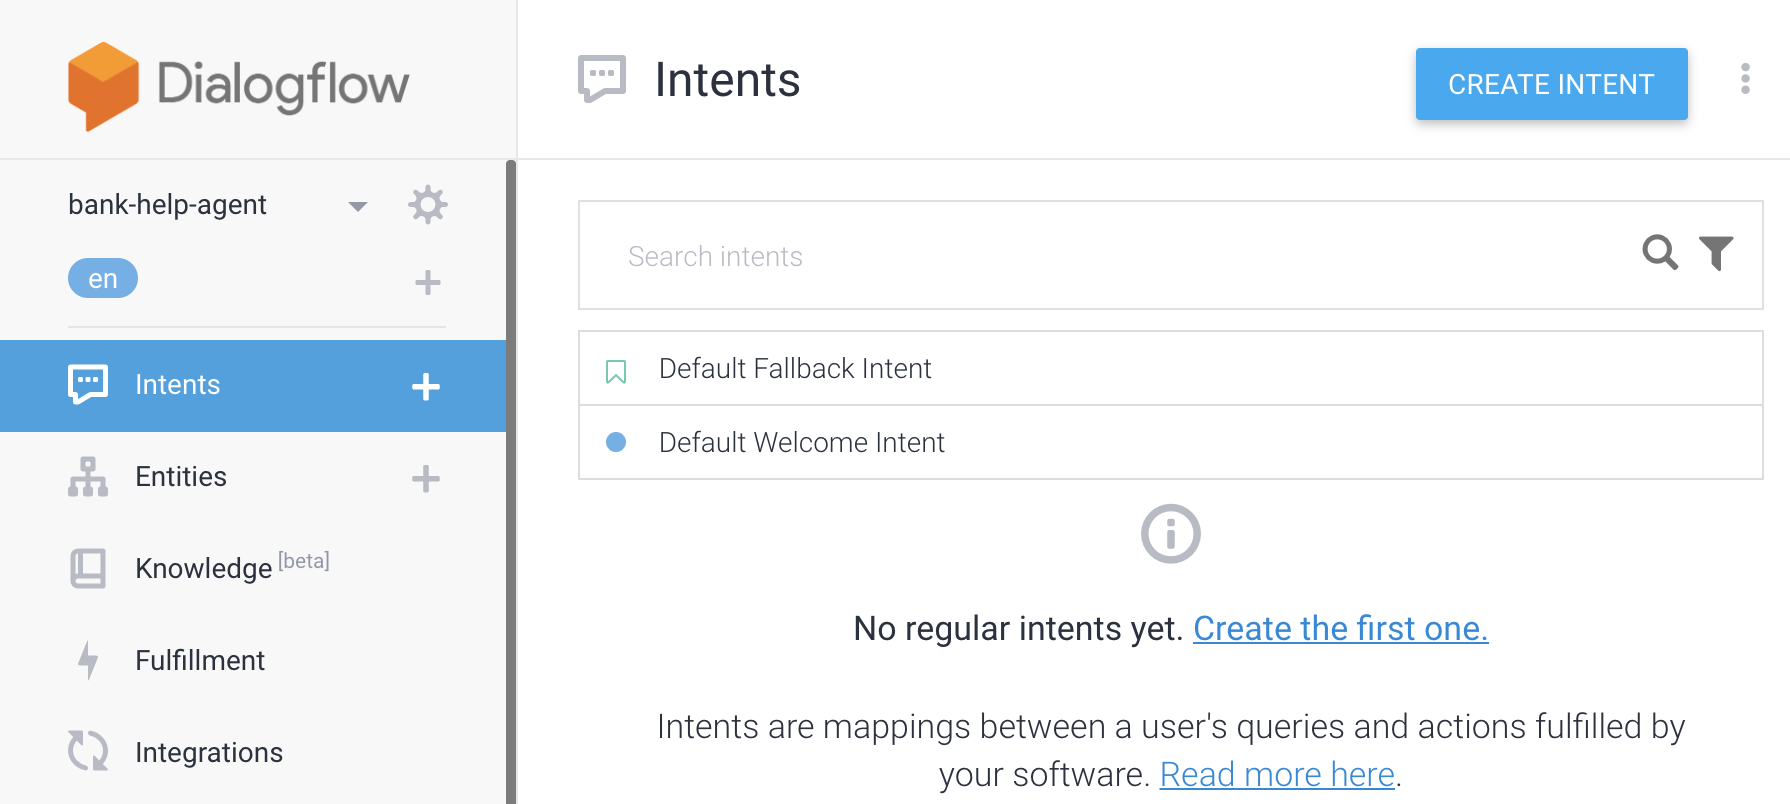 Dialogflow
bank-help-agent
en
Intents
Entities
Knowledge [beta]
Fulfillment
Integrations
Intents
CREATE INTENT
Search intents
Default Fallback Intent
Default Welcome Intent
No regular intents yet. Create the first one.
Intents are mappings between a user's queries and actions fulfilled by
your software. Read more here.